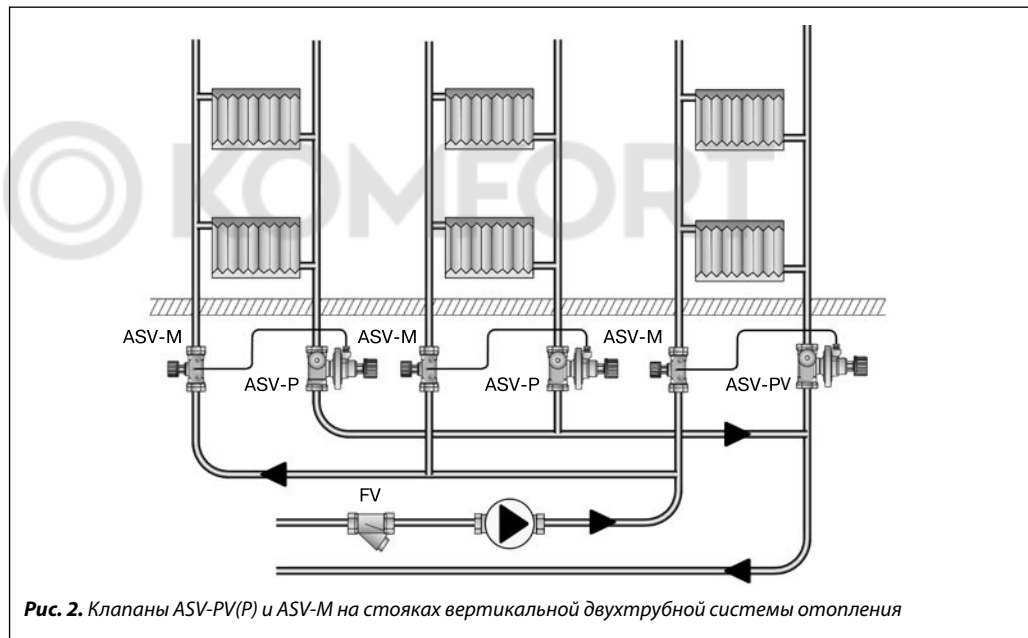 KOMFORT
ASV-M
ASV-P
ASV-M
ASV-P
ASV-M
ASV-PV
FV
Рис. 2. Клапаны ASV-PV(P) и ASV-M на стояках вертикальной двухтрубной системы отопления